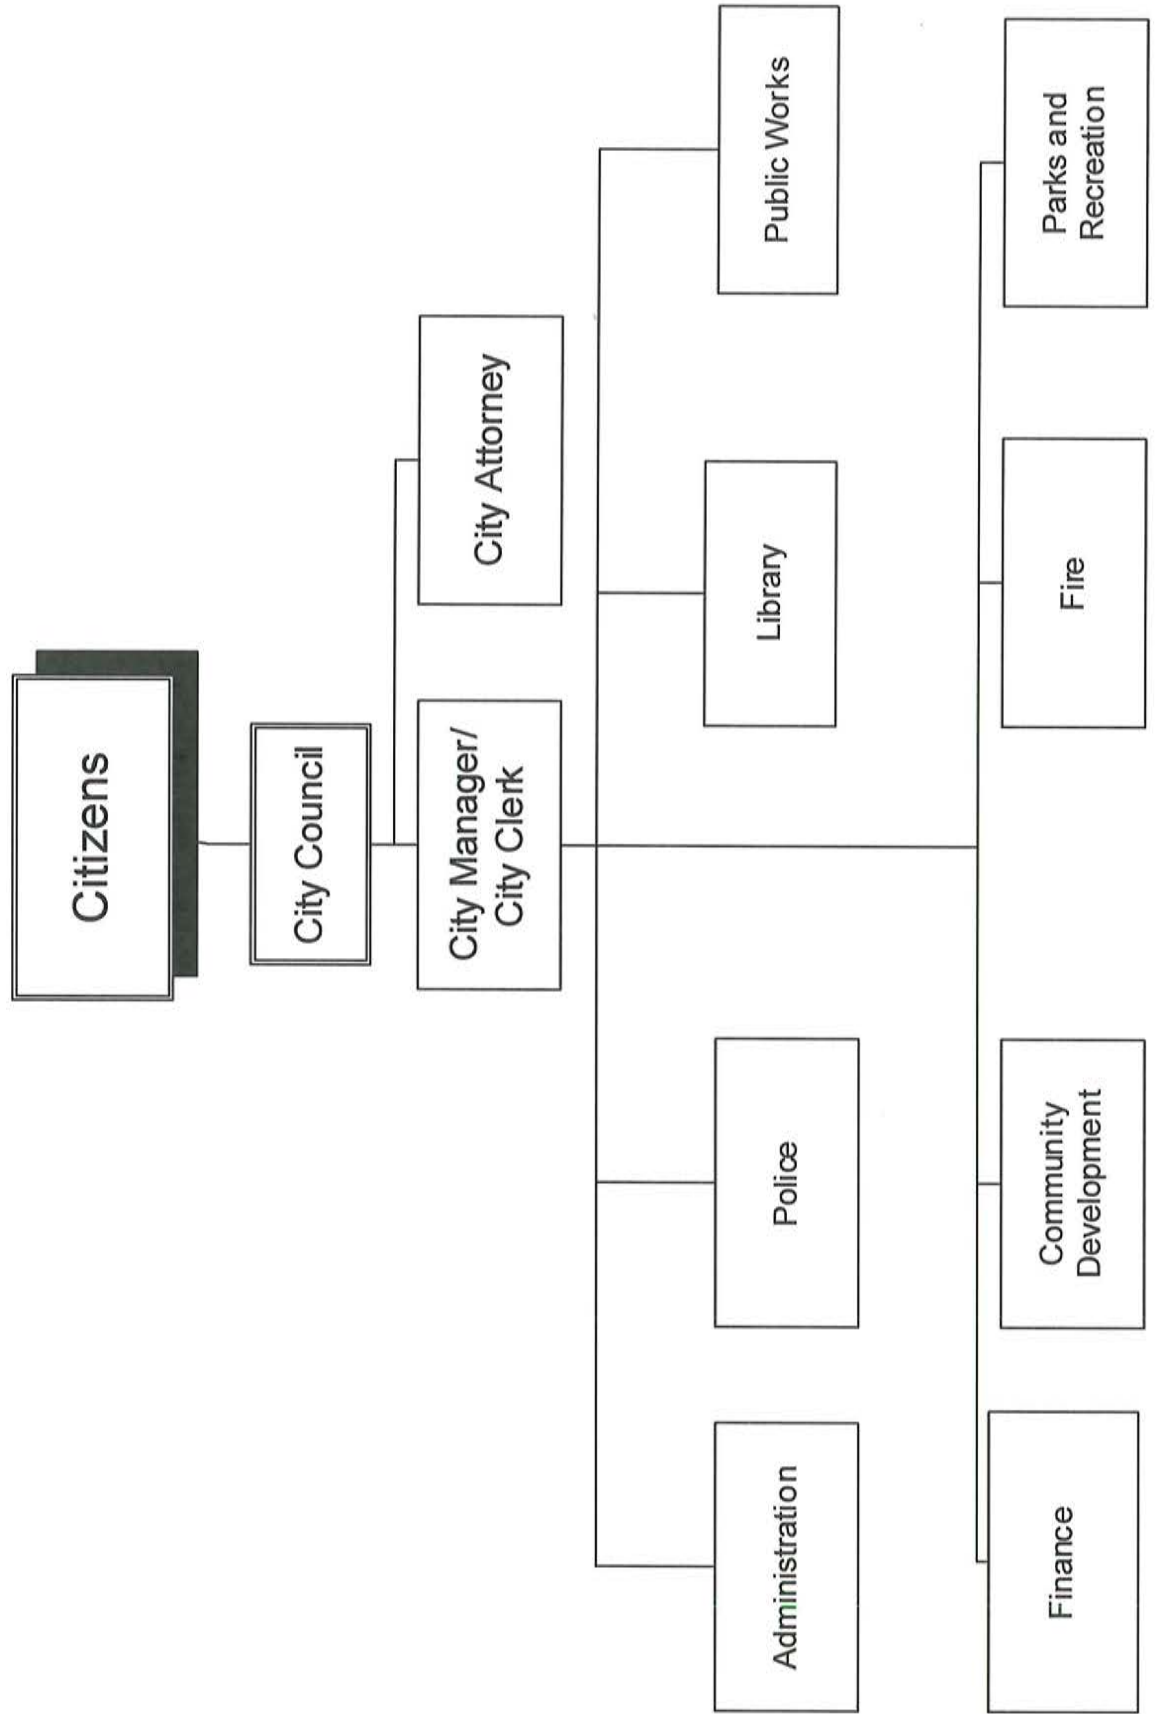 Citizens
City Council
City Manager/
City Clerk
City Attorney
Administration
Police
Library
Public Works
Finance
Community
Development
Fire
Parks and
Recreation